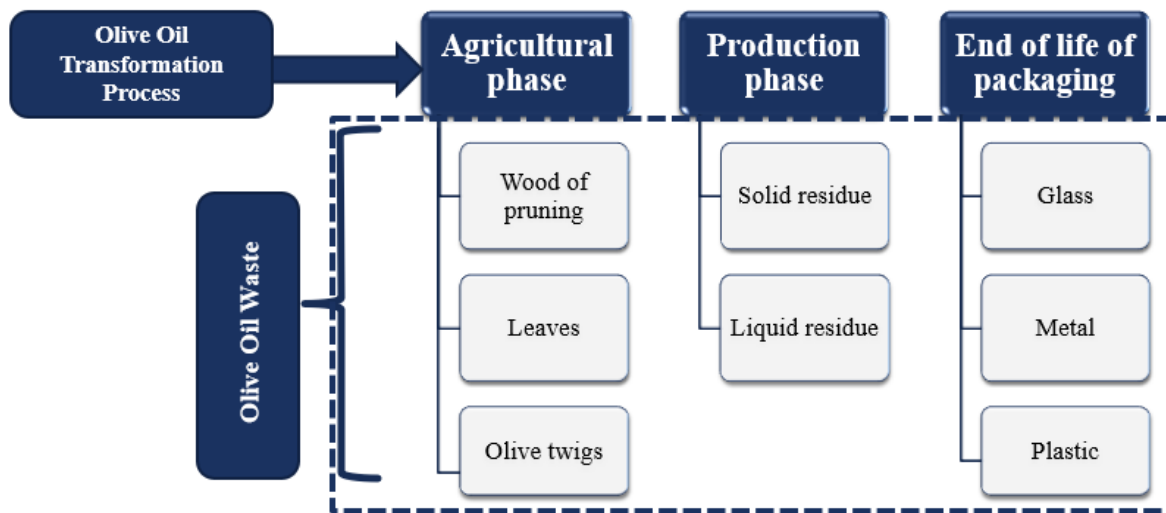 Olive Oil
Transformation
Process
Agricultural
phase
Production
phase
End of life of
packaging
Olive Oil Waste
Wood of
pruning
Leaves
Olive twigs
Solid residue
Liquid residue
Glass
Metal
Plastic